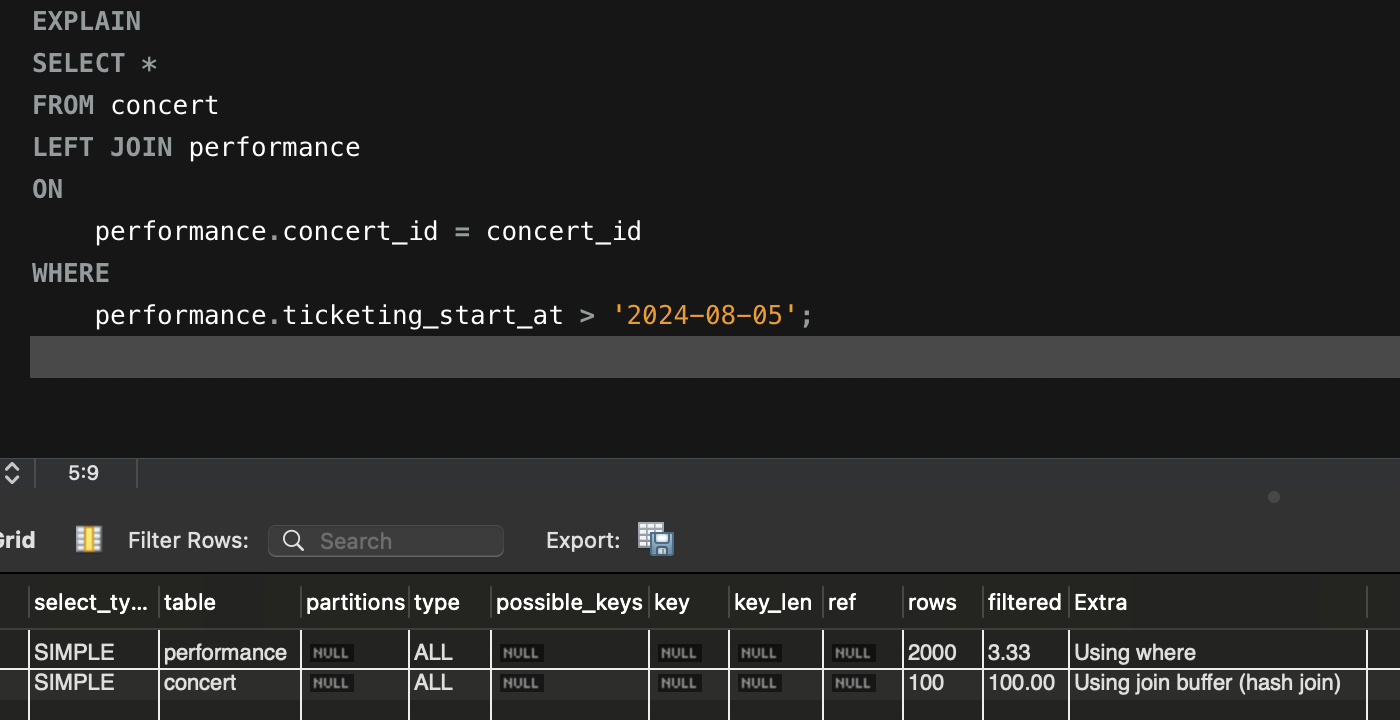 EXPLAIN
SELECT *
FROM concert
LEFT JOIN performance
ON
performance.concert_id = concert_id
WHERE
performance.ticketing_start_at > '2024-08-05';
5:9
Grid Filter Rows: Search Export:
select_ty... table partitions type possible_keys key key_len ref rows filtered Extra
SIMPLE performance NULL ALL NULL NULL NULL NULL 2000 3.33 Using where
SIMPLE concert NULL ALL NULL NULL NULL NULL 100 100.00 Using join buffer (hash join)